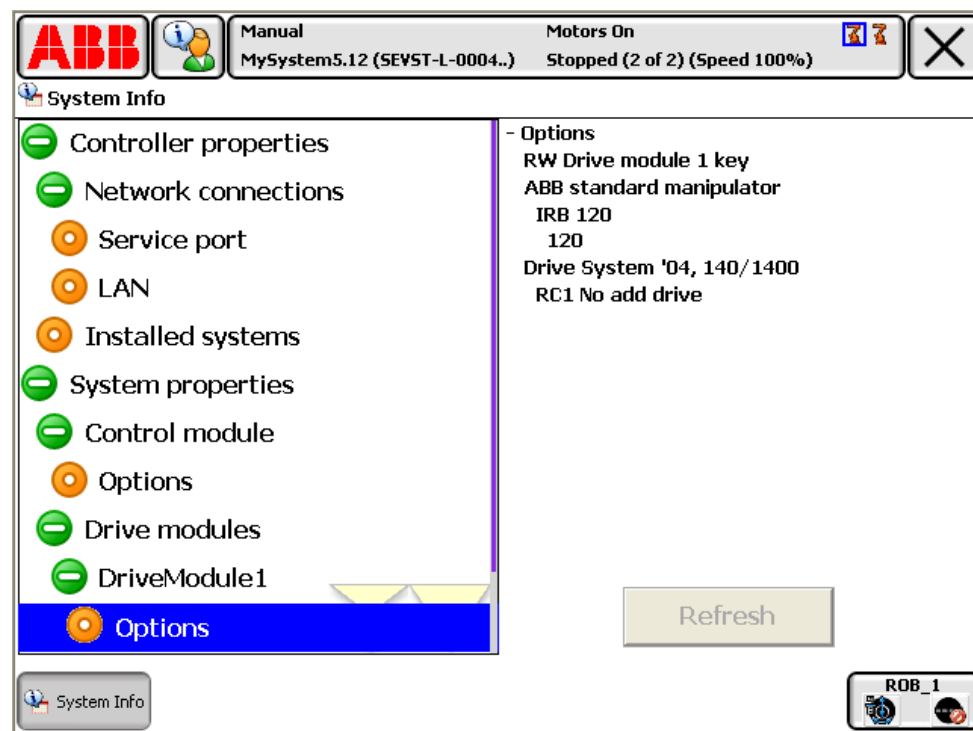 ABB
Manual
Motors On
MySystem5.12 (SEVST-L-0004..)
Stopped (2 of 2) (Speed 100%)
System Info
Controller properties
Network connections
Service port
LAN
Installed systems
System properties
Control module
Options
Drive modules
DriveModule1
Options
- Options
RW Drive module 1 key
ABB standard manipulator
IRB 120
120
Drive System '04, 140/1400
RC1 No add drive
Refresh
System Info
ROB_1